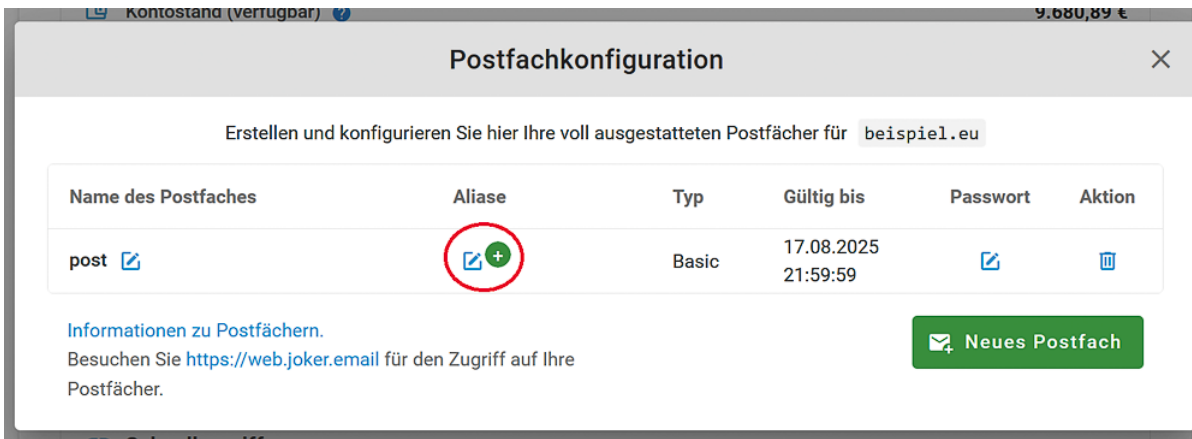 Kontostand (verfügbar) 9.680,89 €
Postfachkonfiguration
Erstellen und konfigurieren Sie hier Ihre voll ausgestatteten Postfächer für beispiel.eu
Name des Postfaches Aliase Typ Gültig bis Passwort Aktion
post Basic 17.08.2025
21:59:59
Informationen zu Postfächern.
Besuchen Sie https://web.joker.email für den Zugriff auf Ihre
Postfächer.
Neues Postfach